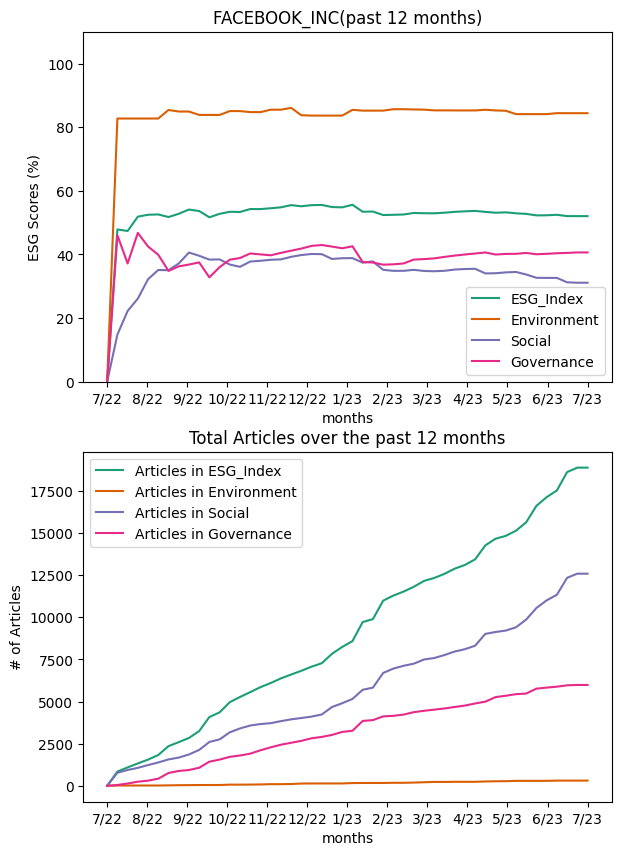 FACEBOOK_INC(past 12 months)
ESG Scores (%)
100
80
60
40
20
0
ESG_Index
Environment
Social
Governance
7/22 8/22 9/22 10/22 11/22 12/22 1/23 2/23 3/23 4/23 5/23 6/23 7/23
months
Total Articles over the past 12 months
# of Articles
17500
15000
12500
10000
7500
5000
2500
0
Articles in ESG_Index
Articles in Environment
Articles in Social
Articles in Governance
7/22 8/22 9/22 10/22 11/22 12/22 1/23 2/23 3/23 4/23 5/23 6/23 7/23
months